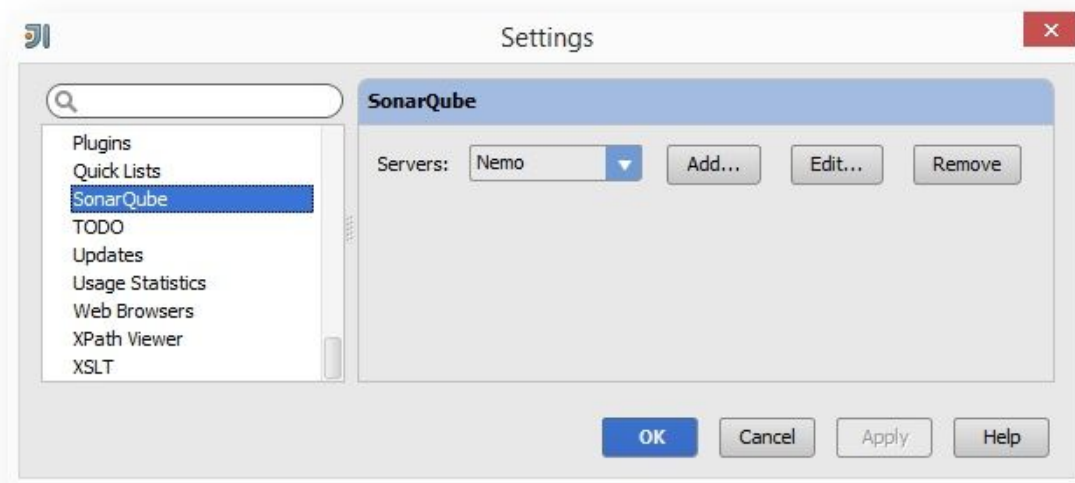 Settings
SonarQube
Plugins
Quick Lists
SonarQube
TODO
Updates
Usage Statistics
Web Browsers
XPath Viewer
XSLT
Servers: Nemo Add... Edit... Remove
OK Cancel Apply Help